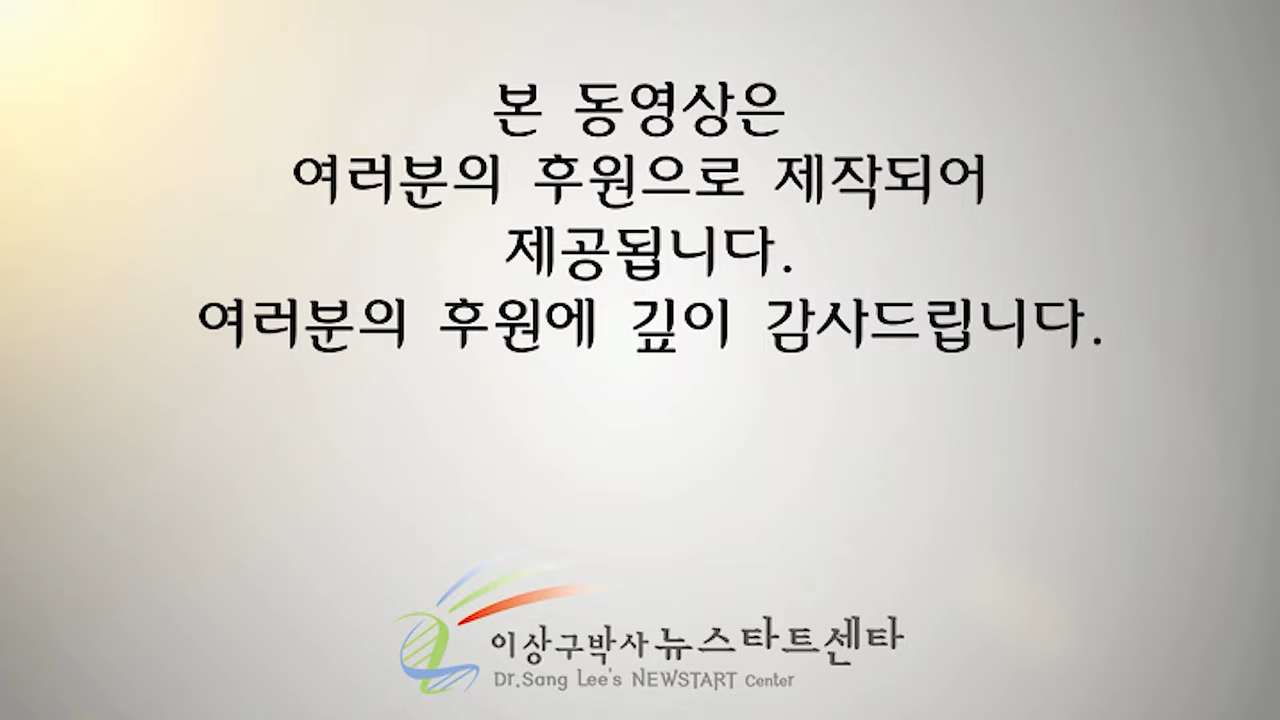 본 동영상은
여러분의 후원으로 제작되어
제공됩니다.
여러분의 후원에 깊이 감사드립니다.
이상구박사 뉴스타트센타
Dr.Sang Lee's NEWSTART Center